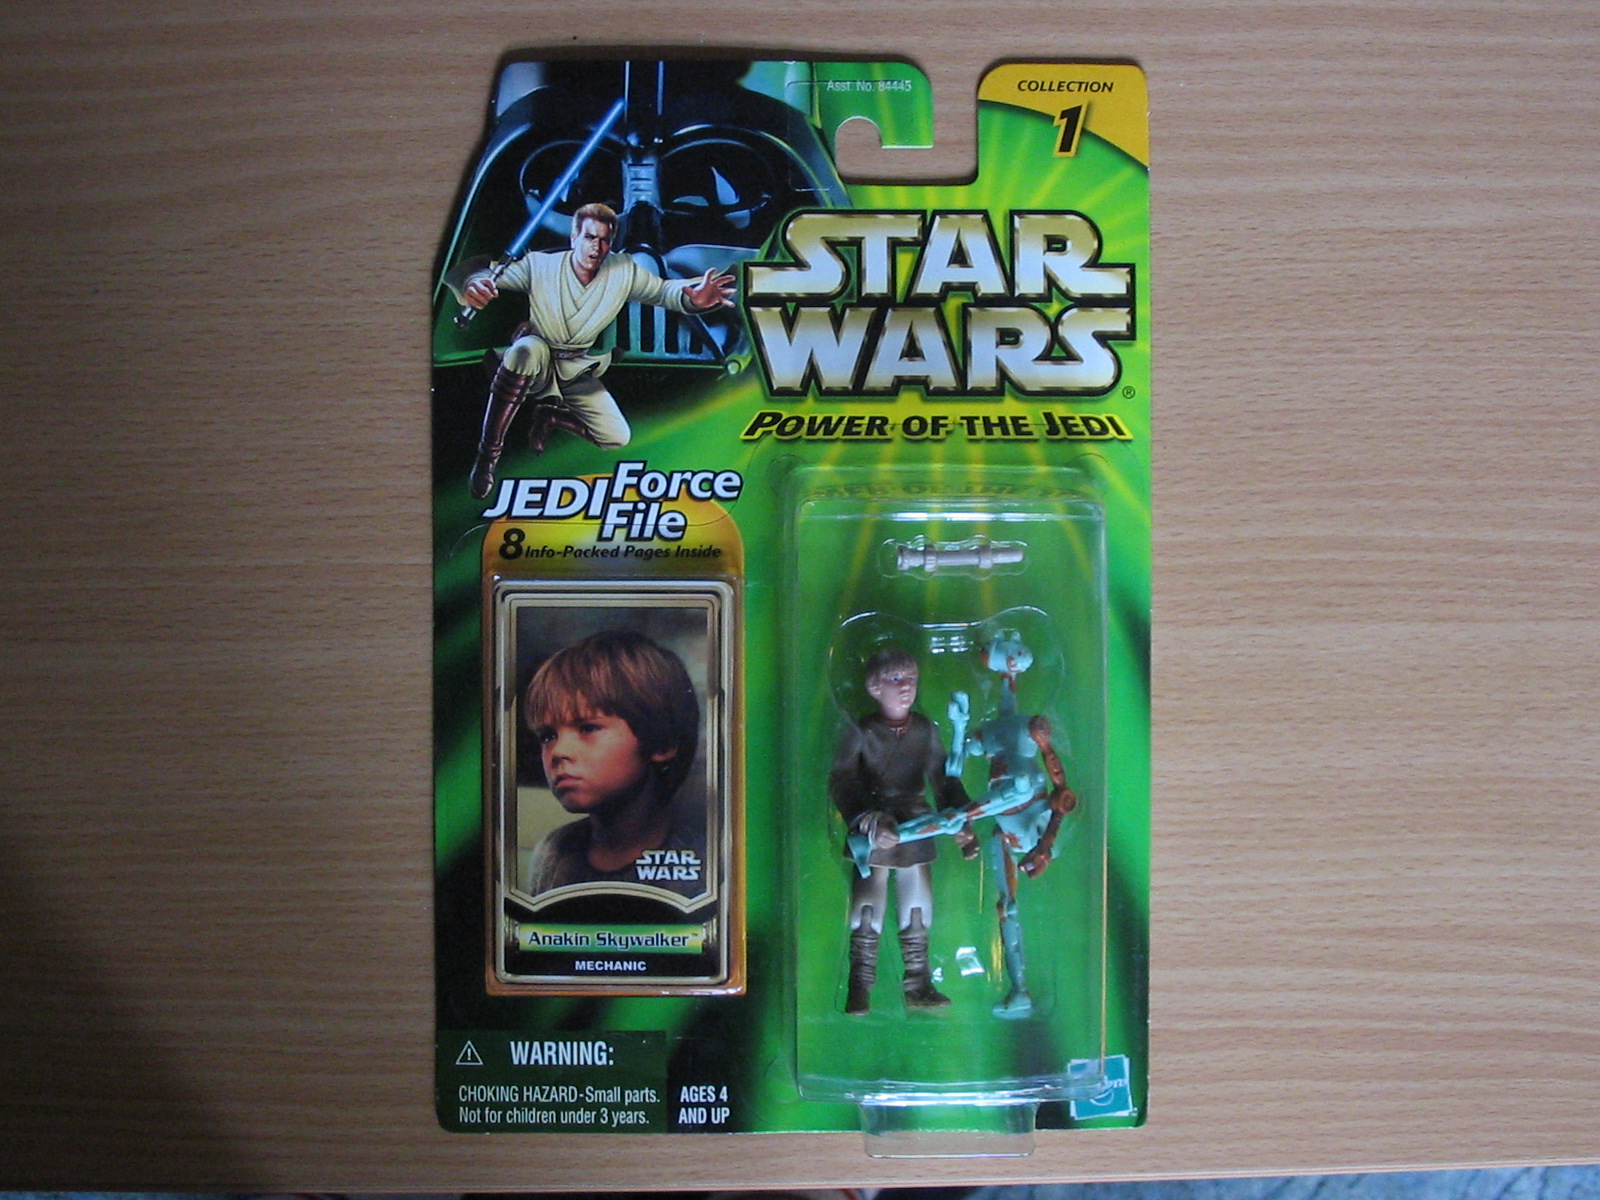 Asst. No. 84445
COLLECTION
1
STAR
WARS®
POWER OF THE JEDI
JEDI Force
File
8 Info-Packed Pages Inside
STAR
WARS
Anakin Skywalker™
MECHANIC
⚠ WARNING:
CHOKING HAZARD-Small parts.
Not for children under 3 years.
AGES 4
AND UP